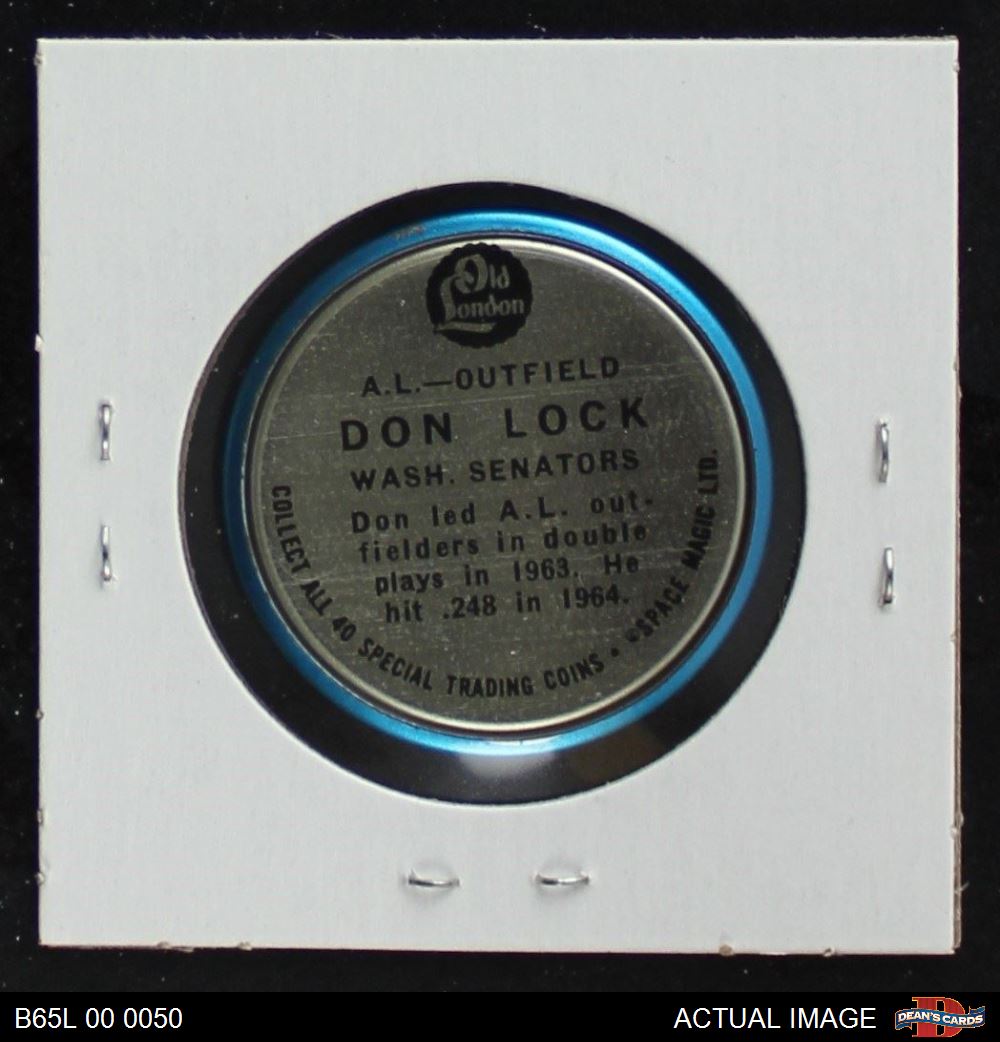 Old
London
A.L.—OUTFIELD
DON LOCK
WASH. SENATORS
Don led A.L. out-
fielders in double
plays in 1963. He
hit .248 in 1964.
COLLECT ALL 40 SPECIAL TRADING COINS • ©SPACE MAGIC LTD.
B65L 00 0050
ACTUAL IMAGE
DEAN'S CARDS